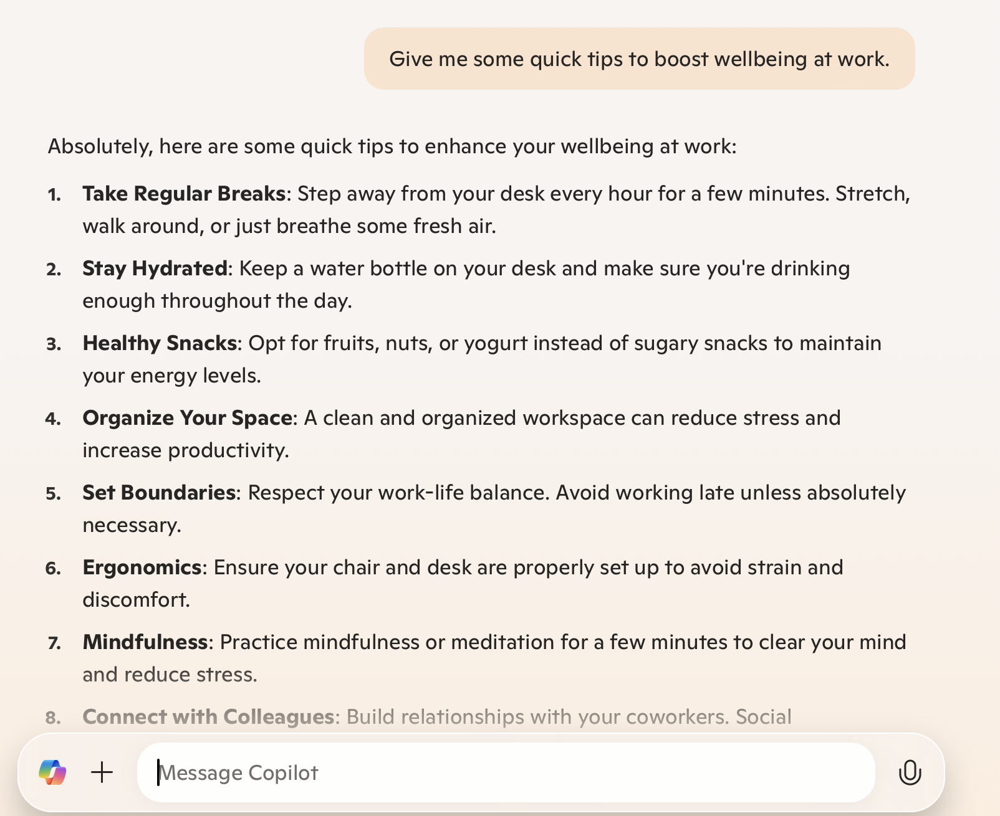 Give me some quick tips to boost wellbeing at work.
Absolutely, here are some quick tips to enhance your wellbeing at work:
1. Take Regular Breaks: Step away from your desk every hour for a few minutes. Stretch,
walk around, or just breathe some fresh air.
2. Stay Hydrated: Keep a water bottle on your desk and make sure you're drinking
enough throughout the day.
3. Healthy Snacks: Opt for fruits, nuts, or yogurt instead of sugary snacks to maintain
your energy levels.
4. Organize Your Space: A clean and organized workspace can reduce stress and
increase productivity.
5. Set Boundaries: Respect your work-life balance. Avoid working late unless absolutely
necessary.
6. Ergonomics: Ensure your chair and desk are properly set up to avoid strain and
discomfort.
7. Mindfulness: Practice mindfulness or meditation for a few minutes to clear your mind
and reduce stress.
8. Connect with Colleagues: Build relationships with your coworkers. Social
Message Copilot